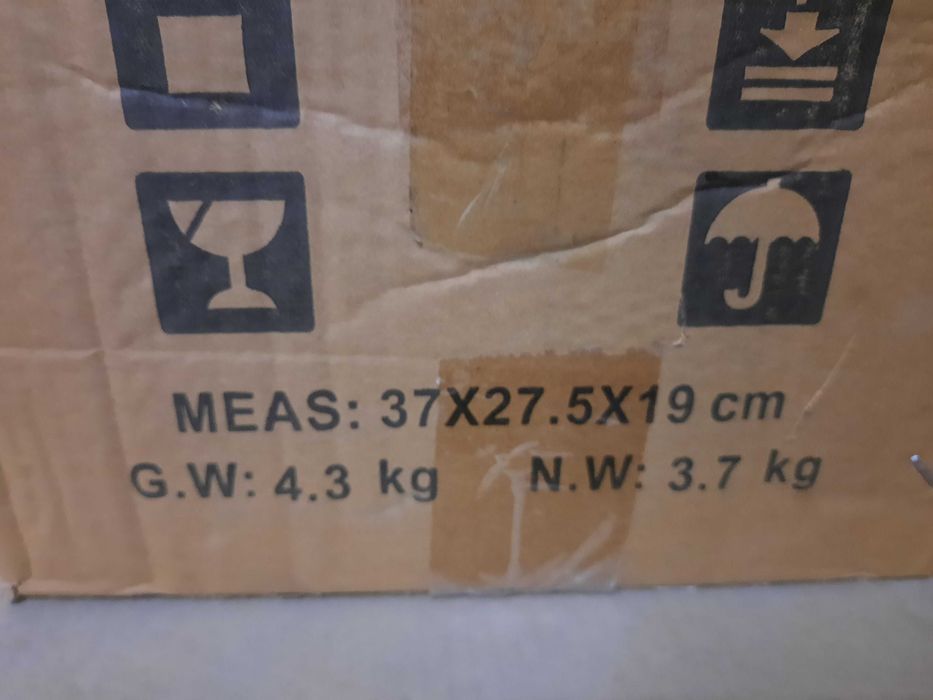 MEAS: 37X27.5X19 cm
G.W: 4.3 kg N.W: 3.7 kg